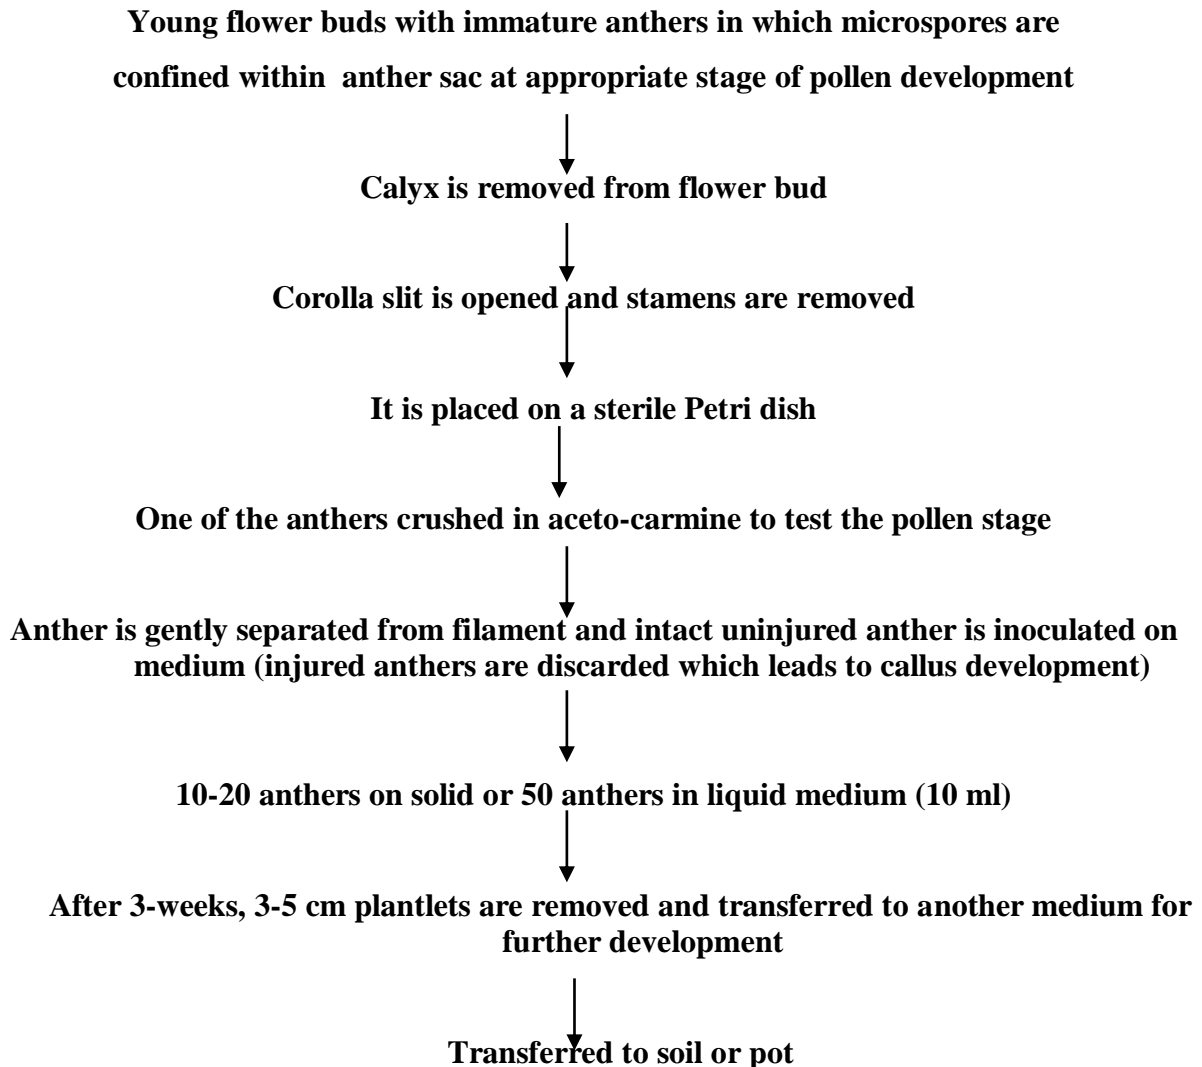 Young flower buds with immature anthers in which microspores are
confined within anther sac at appropriate stage of pollen development
Calyx is removed from flower bud
Corolla slit is opened and stamens are removed
It is placed on a sterile Petri dish
One of the anthers crushed in aceto-carmine to test the pollen stage
Anther is gently separated from filament and intact uninjured anther is inoculated on
medium (injured anthers are discarded which leads to callus development)
10-20 anthers on solid or 50 anthers in liquid medium (10 ml)
After 3-weeks, 3-5 cm plantlets are removed and transferred to another medium for
further development
Transferred to soil or pot